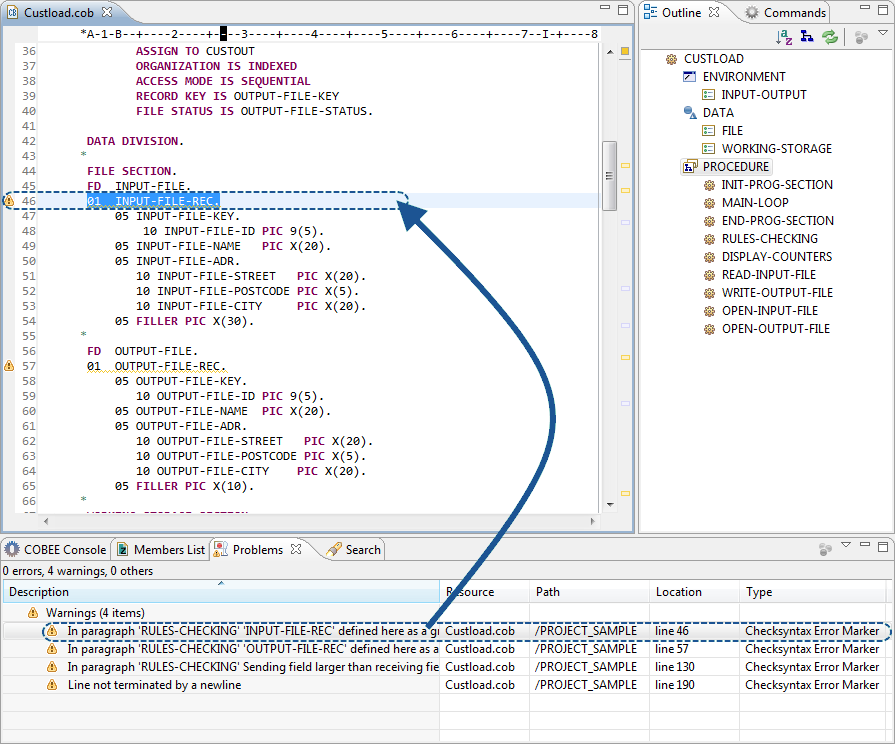 Custload.cob
*A-1-B--+----2----+----3----+----4----+----5----+----6----+----7--I-+----8
36 ASSIGN TO CUSTOUT
37 ORGANIZATION IS INDEXED
38 ACCESS MODE IS SEQUENTIAL
39 RECORD KEY IS OUTPUT-FILE-KEY
40 FILE STATUS IS OUTPUT-FILE-STATUS.
41
42 DATA DIVISION.
43 *
44 FILE SECTION.
45 FD INPUT-FILE.
46 01 INPUT-FILE-REC.
47 05 INPUT-FILE-KEY.
48 10 INPUT-FILE-ID PIC 9(5).
49 05 INPUT-FILE-NAME PIC X(20).
50 05 INPUT-FILE-ADR.
51 10 INPUT-FILE-STREET PIC X(20).
52 10 INPUT-FILE-POSTCODE PIC X(5).
53 10 INPUT-FILE-CITY PIC X(20).
54 05 FILLER PIC X(30).
55 *
56 FD OUTPUT-FILE.
57 01 OUTPUT-FILE-REC.
58 05 OUTPUT-FILE-KEY.
59 10 OUTPUT-FILE-ID PIC 9(5).
60 05 OUTPUT-FILE-NAME PIC X(20).
61 05 OUTPUT-FILE-ADR.
62 10 OUTPUT-FILE-STREET PIC X(20).
63 10 OUTPUT-FILE-POSTCODE PIC X(5).
64 10 OUTPUT-FILE-CITY PIC X(20).
65 05 FILLER PIC X(10).
66 *
Outline Commands
CUSTLOAD
ENVIRONMENT
INPUT-OUTPUT
DATA
FILE
WORKING-STORAGE
PROCEDURE
INIT-PROG-SECTION
MAIN-LOOP
END-PROG-SECTION
RULES-CHECKING
DISPLAY-COUNTERS
READ-INPUT-FILE
WRITE-OUTPUT-FILE
OPEN-INPUT-FILE
OPEN-OUTPUT-FILE
COBEE Console Members List Problems Search
0 errors, 4 warnings, 0 others
Description Resource Path Location Type
Warnings (4 items)
In paragraph 'RULES-CHECKING' 'INPUT-FILE-REC' defined here as a g Custload.cob /PROJECT_SAMPLE line 46 Checksyntax Error Marker
In paragraph 'RULES-CHECKING' 'OUTPUT-FILE-REC' defined here as a Custload.cob /PROJECT_SAMPLE line 57 Checksyntax Error Marker
In paragraph 'RULES-CHECKING' Sending field larger than receiving fie Custload.cob /PROJECT_SAMPLE line 130 Checksyntax Error Marker
Line not terminated by a newline Custload.cob /PROJECT_SAMPLE line 190 Checksyntax Error Marker